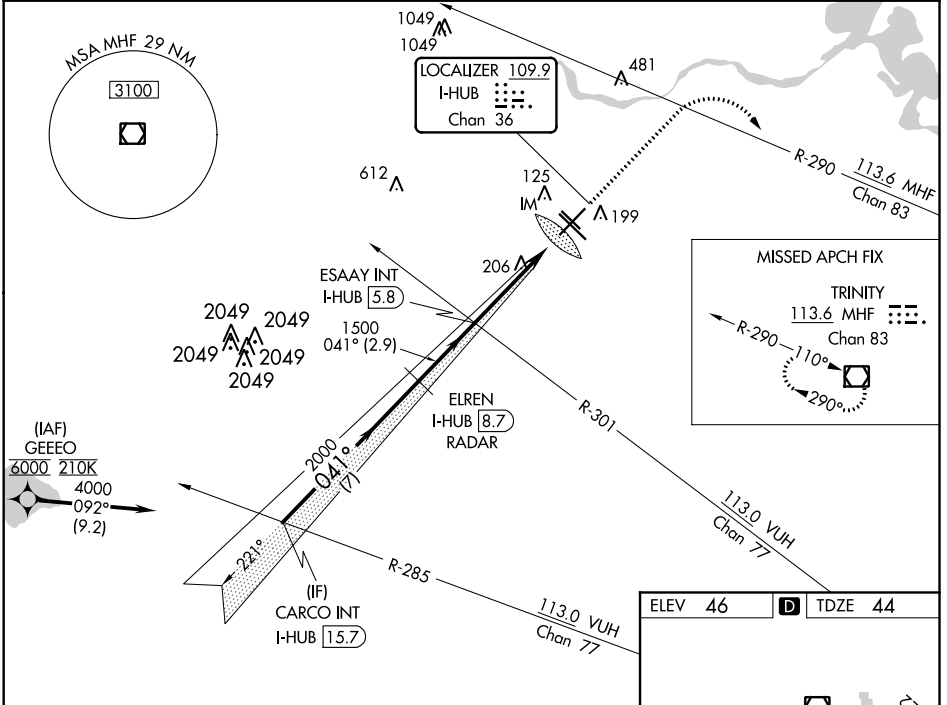 MSA MHF 29 NM
3100
1049
1049
LOCALIZER 109.9
I-HUB
Chan 36
481
R-290
113.6 MHF
Chan 83
612
125
IM
199
206
ESAAY INT
I-HUB 5.8
1500
041° (2.9)
2049
2049
2049
2049
2049
ELREN
I-HUB 8.7
RADAR
MISSED APCH FIX
TRINITY
113.6 MHF
Chan 83
R-290
110°
290°
R-301
113.0 VUH
Chan 77
(IAF)
GEEEO
6000 210K
4000
092°
(9.2)
2000
041°
(7)
221°
(IF)
CARCO INT
I-HUB 15.7
R-285
113.0 VUH
Chan 77
ELEV 46 D TDZE 44